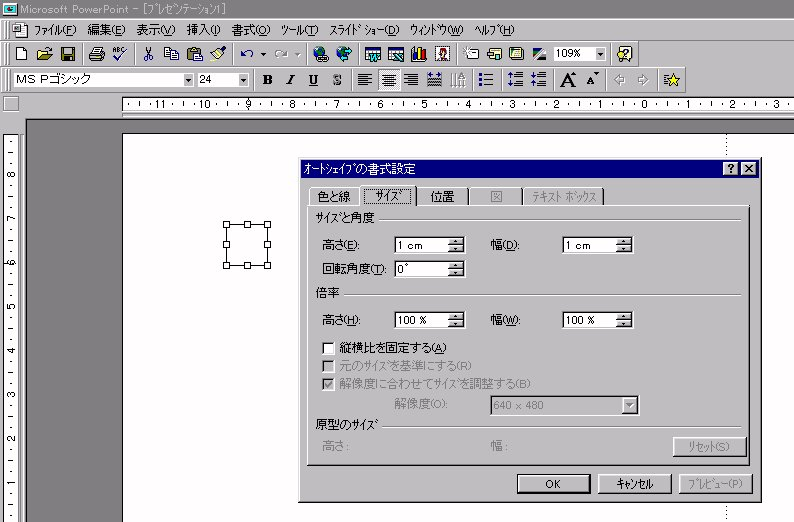 Microsoft PowerPoint - [ﾌﾟﾚｾﾞﾝﾃｰｼｮﾝ1]
ﾌｧｲﾙ(F) 編集(E) 表示(V) 挿入(I) 書式(O) ﾂｰﾙ(T) ｽﾗｲﾄﾞ ｼｮｰ(D) ｳｨﾝﾄﾞｳ(W) ﾍﾙﾌﾟ(H)
ABC 109%
ＭＳ Ｐゴシック 24 B I U S A A
11 10 9 8 7 6 5 4 3 2 1 0 1 2 3
8
7
6
5
4
3
2
1
ｵｰﾄｼｪｲﾌﾟの書式設定
色と線 ｻｲｽﾞ 位置 図 ﾃｷｽﾄ ﾎﾞｯｸｽ
ｻｲｽﾞと角度
高さ(E): 1 cm 幅(D): 1 cm
回転角度(T): 0°
倍率
高さ(H): 100 % 幅(W): 100 %
縦横比を固定する(A)
元のｻｲｽﾞを基準にする(R)
解像度に合わせてｻｲｽﾞを調整する(B)
解像度(O): 640 x 480
原型のｻｲｽﾞ
高さ: 幅: ﾘｾｯﾄ(S)
OK ｷｬﾝｾﾙ ﾌﾟﾚﾋﾞｭｰ(P)